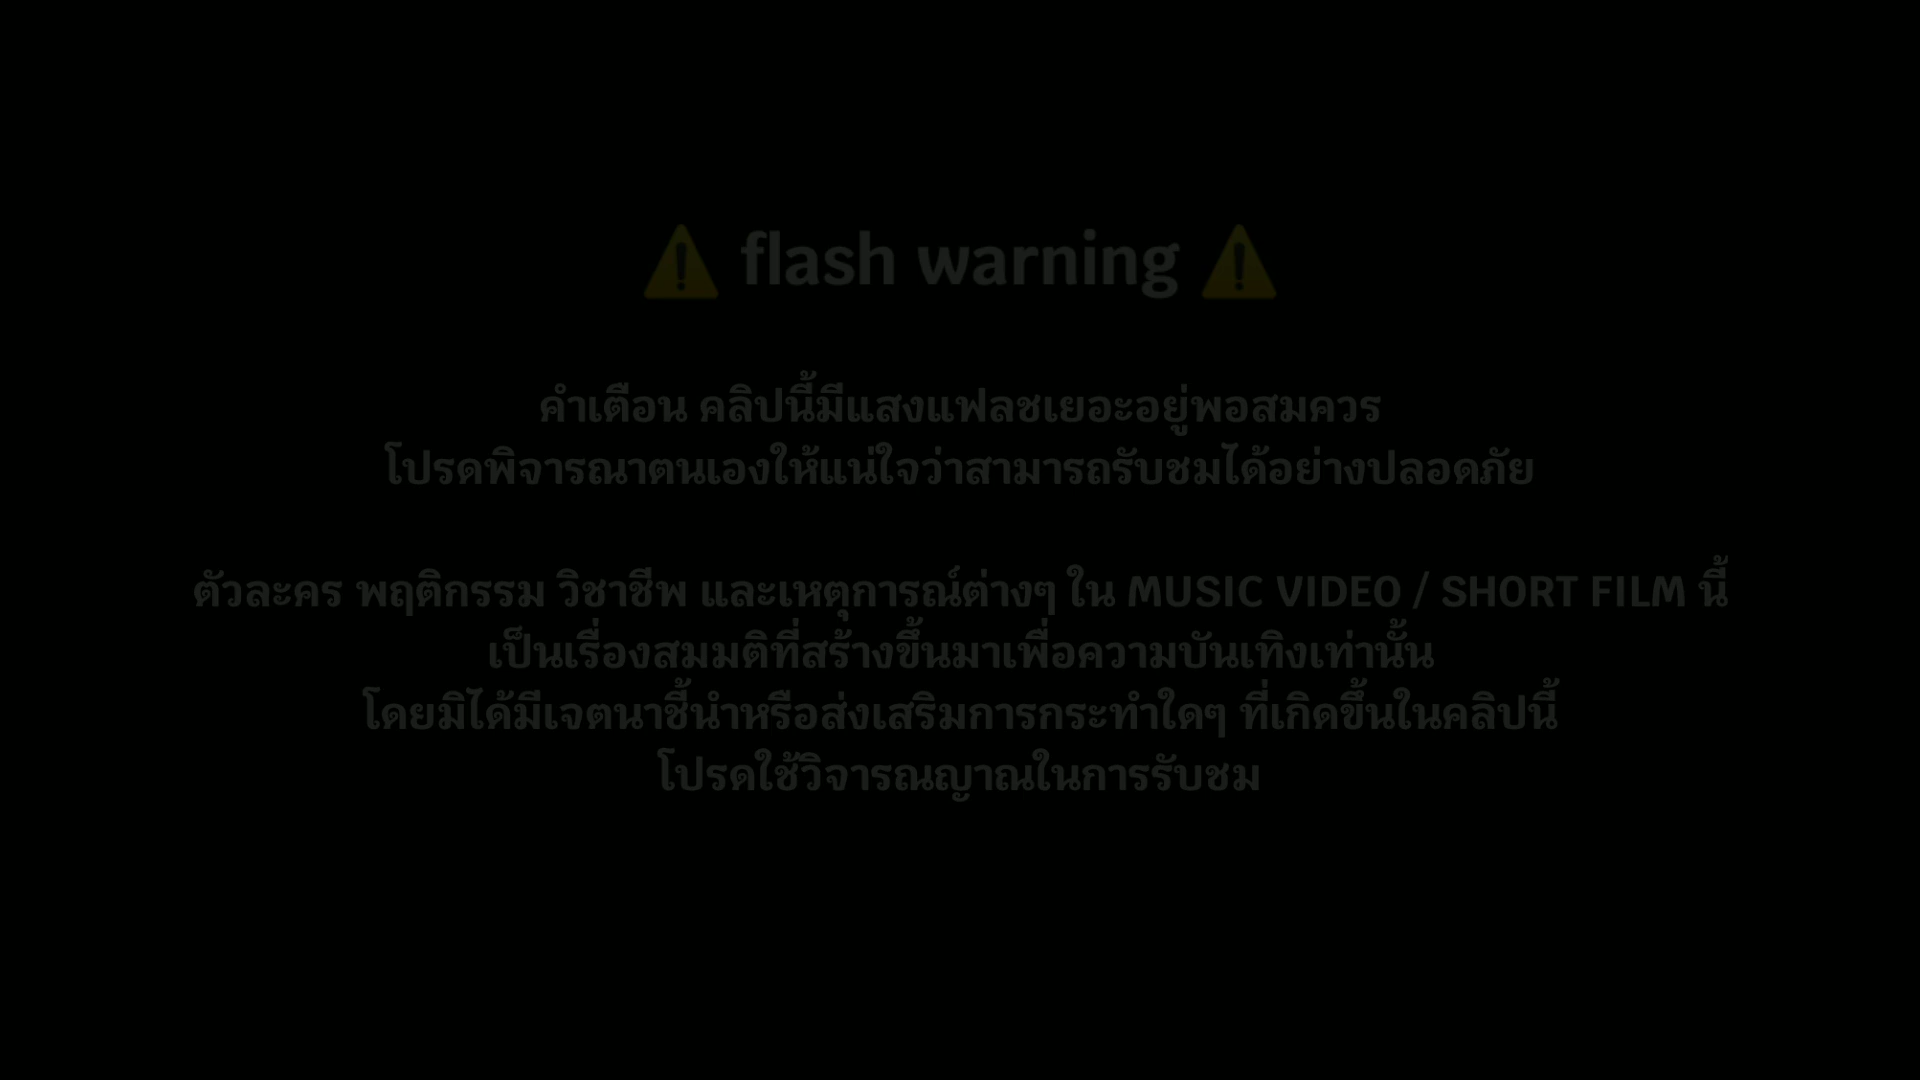 ⚠ flash warning ⚠
คำเตือน คลิปนี้มีแสงแฟลชเยอะอยู่พอสมควร
โปรดพิจารณาตนเองให้แน่ใจว่าสามารถรับชมได้อย่างปลอดภัย
ตัวละคร พฤติกรรม วิชาชีพ และเหตุการณ์ต่างๆ ใน MUSIC VIDEO / SHORT FILM นี้
เป็นเรื่องสมมติที่สร้างขึ้นมาเพื่อความบันเทิงเท่านั้น
โดยมิได้มีเจตนาชี้นำหรือส่งเสริมการกระทำใดๆ ที่เกิดขึ้นในคลิปนี้
โปรดใช้วิจารณญาณในการรับชม